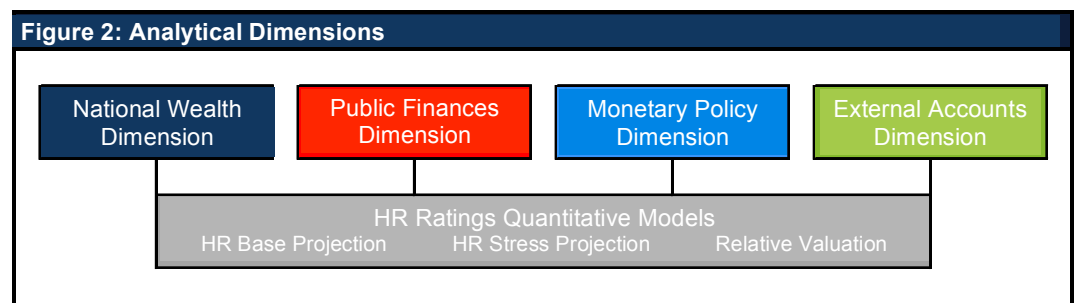 Figure 2: Analytical Dimensions
National Wealth
Dimension
Public Finances
Dimension
Monetary Policy
Dimension
External Accounts
Dimension
HR Ratings Quantitative Models
HR Base Projection HR Stress Projection Relative Valuation